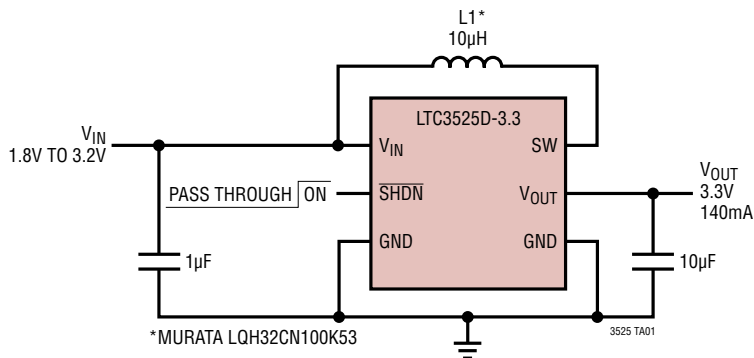 L1*
10µH
LTC3525D-3.3
VIN
1.8V TO 3.2V
VIN
SW
PASS THROUGH
ON
SHDN
VOUT
VOUT
3.3V
140mA
GND
GND
1µF
10µF
*MURATA LQH32CN100K53
3525 TA01